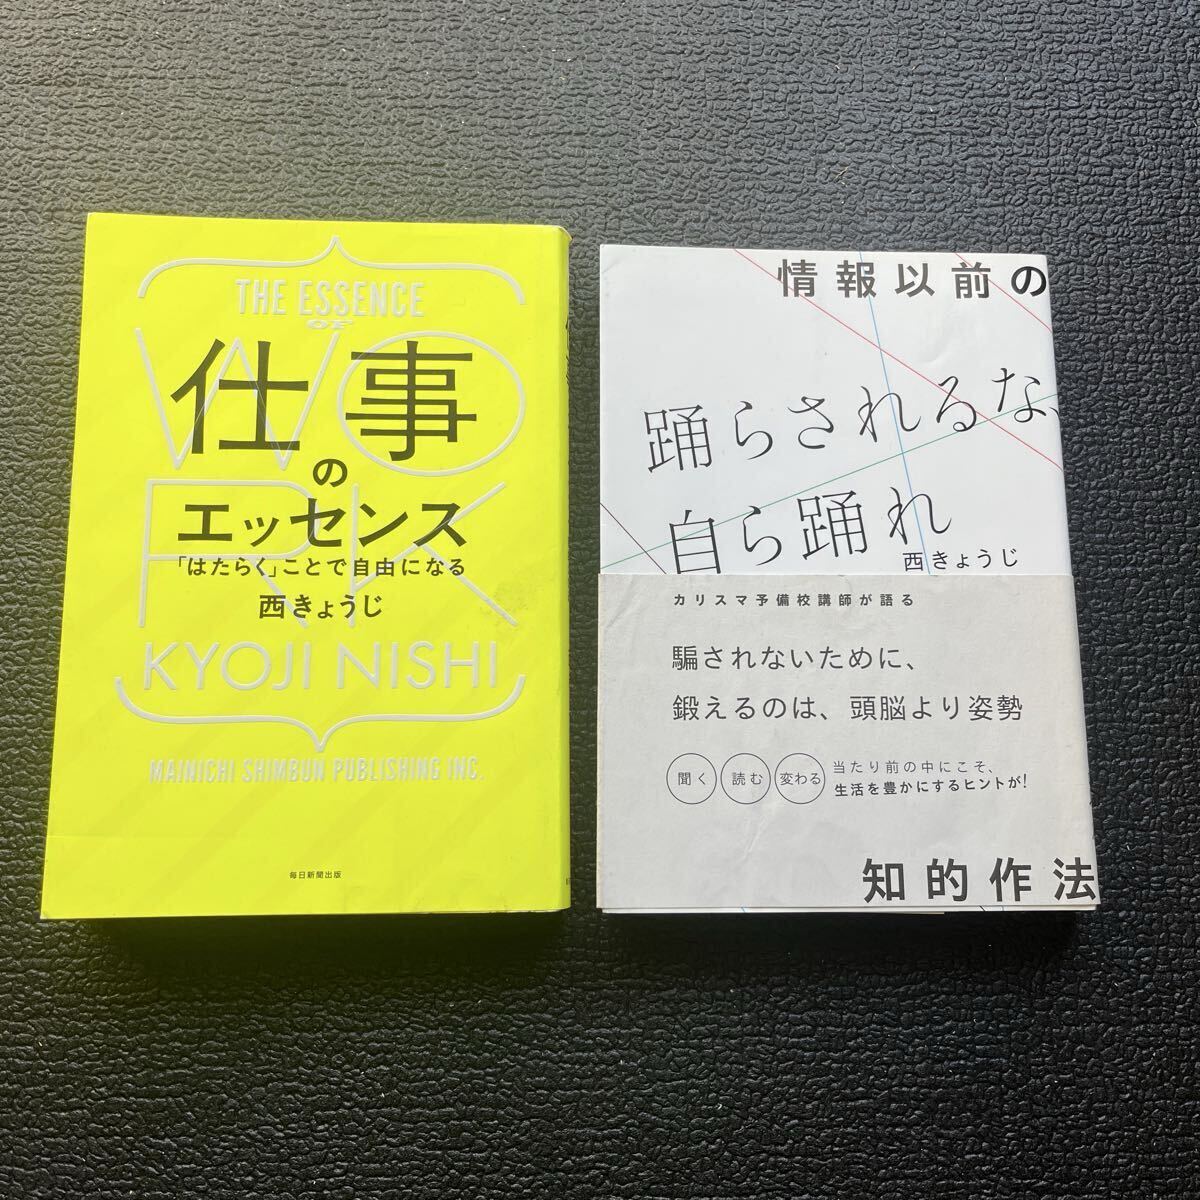 THE ESSENCE
OF
WO
RK
仕事
の
エッセンス
「はたらく」ことで自由になる
西きょうじ
KYOJI NISHI
MAINICHI SHIMBUN PUBLISHING INC.
毎日新聞出版
情報以前の
踊らされるな、
自ら踊れ
西きょうじ
カリスマ予備校講師が語る
騙されないために、
鍛えるのは、頭脳より姿勢
聞く 読む 変わる
当たり前の中にこそ、
生活を豊かにするヒントが!
知的作法